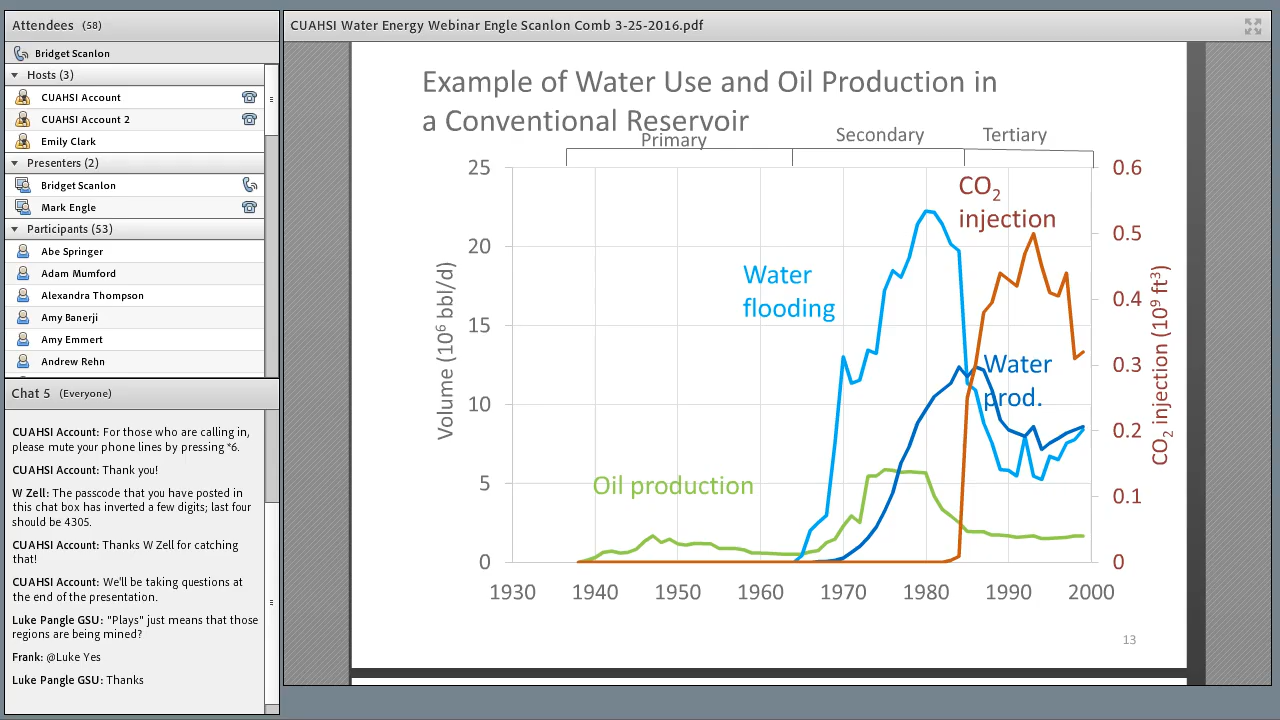 Attendees (58)
Bridget Scanlon
Hosts (3)
CUAHSI Account
CUAHSI Account 2
Emily Clark
Presenters (2)
Bridget Scanlon
Mark Engle
Participants (53)
Abe Springer
Adam Mumford
Alexandra Thompson
Amy Banerji
Amy Emmert
Andrew Rehn
Chat 5 (Everyone)
CUAHSI Account: For those who are calling in,
please mute your phone lines by pressing *6.
CUAHSI Account: Thank you!
W Zell: The passcode that you have posted in
this chat box has inverted a few digits; last four
should be 4305.
CUAHSI Account: Thanks W Zell for catching
that!
CUAHSI Account: We'll be taking questions at
the end of the presentation.
Luke Pangle GSU: "Plays" just means that those
regions are being mined?
Frank: @Luke Yes
Luke Pangle GSU: Thanks
CUAHSI Water Energy Webinar Engle Scanlon Comb 3-25-2016.pdf
Example of Water Use and Oil Production in
a Conventional Reservoir
Primary
Secondary
Tertiary
25
20
15
10
5
0
Volume (10⁶ bbl/d)
0.6
0.5
0.4
0.3
0.2
0.1
0
CO₂ injection (10⁹ ft³)
CO₂
injection
Water
flooding
Water
prod.
Oil production
1930 1940 1950 1960 1970 1980 1990 2000
13